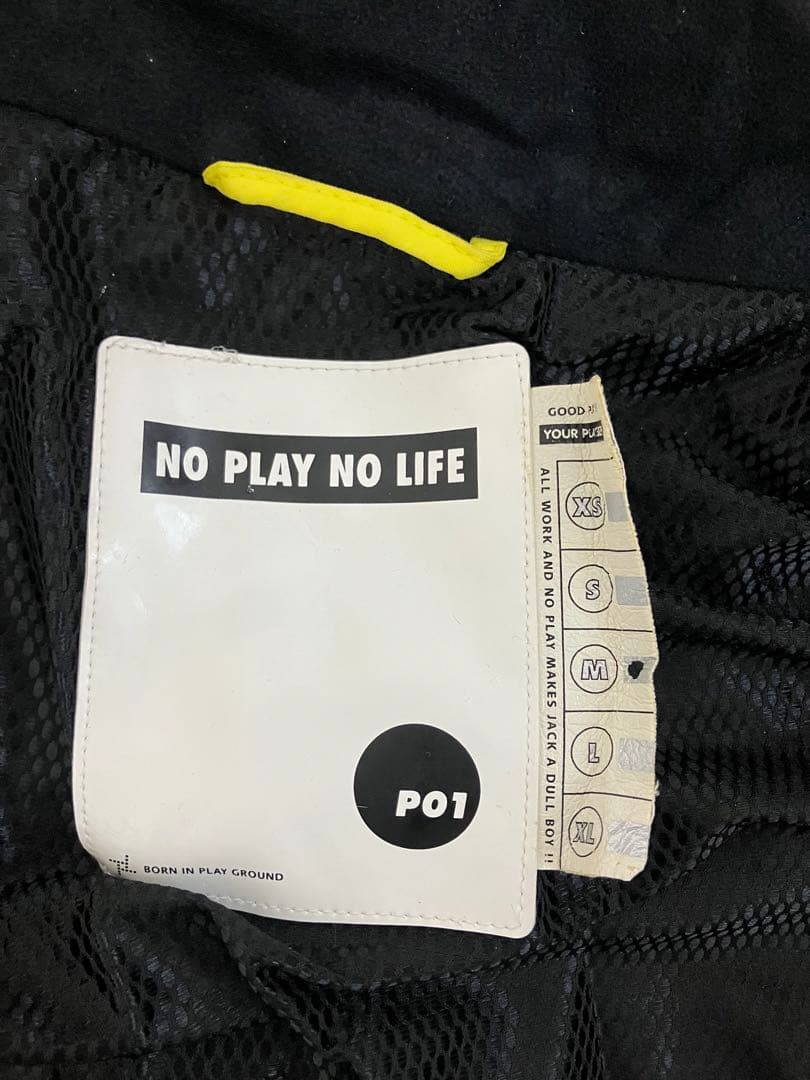 NO PLAY NO LIFE
PO1
BORN IN PLAY GROUND
GOOD
YOUR
ALL WORK AND NO PLAY MAKES JACK A DULL BOY !!
XS
S
M
L
XL